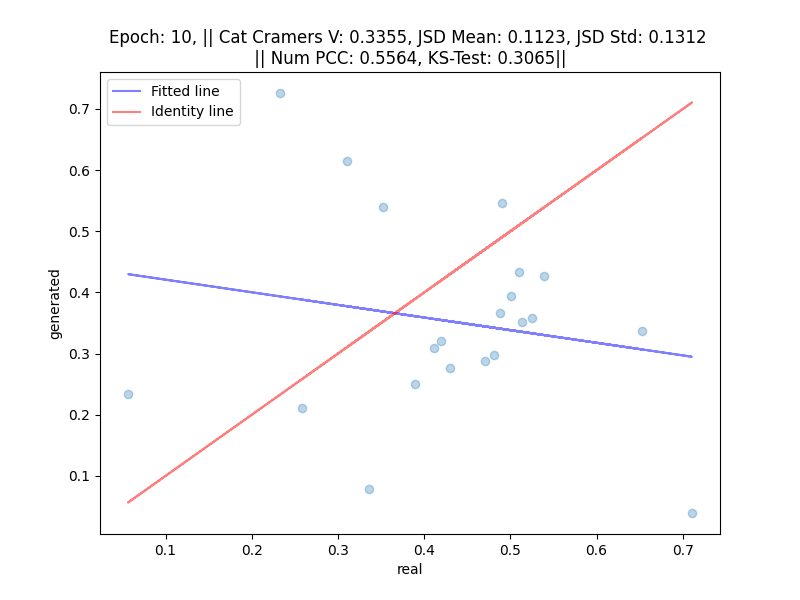 Epoch: 10, || Cat Cramers V: 0.3355, JSD Mean: 0.1123, JSD Std: 0.1312
|| Num PCC: 0.5564, KS-Test: 0.3065||
Fitted line
Identity line
0.7
0.6
0.5
0.4
0.3
0.2
0.1
generated
0.1 0.2 0.3 0.4 0.5 0.6 0.7
real